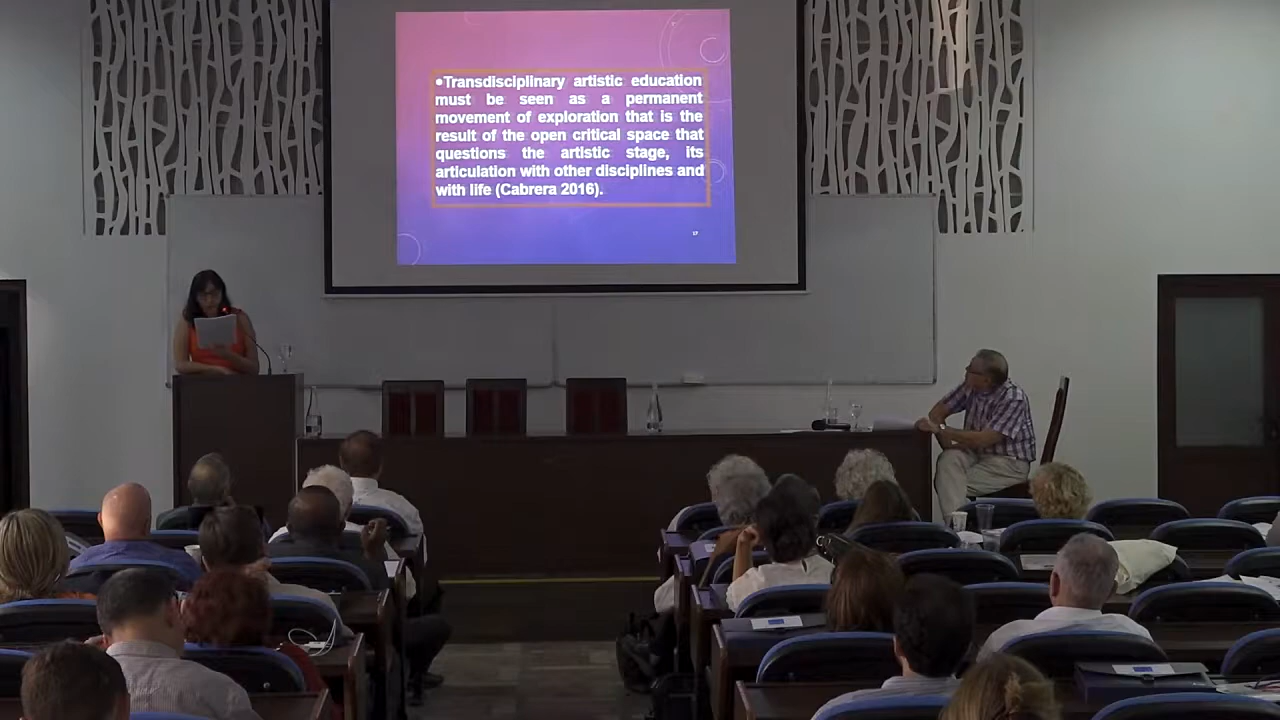 •Transdisciplinary artistic education
must be seen as a permanent
movement of exploration that is the
result of the open critical space that
questions the artistic stage, its
articulation with other disciplines and
with life (Cabrera 2016).
17